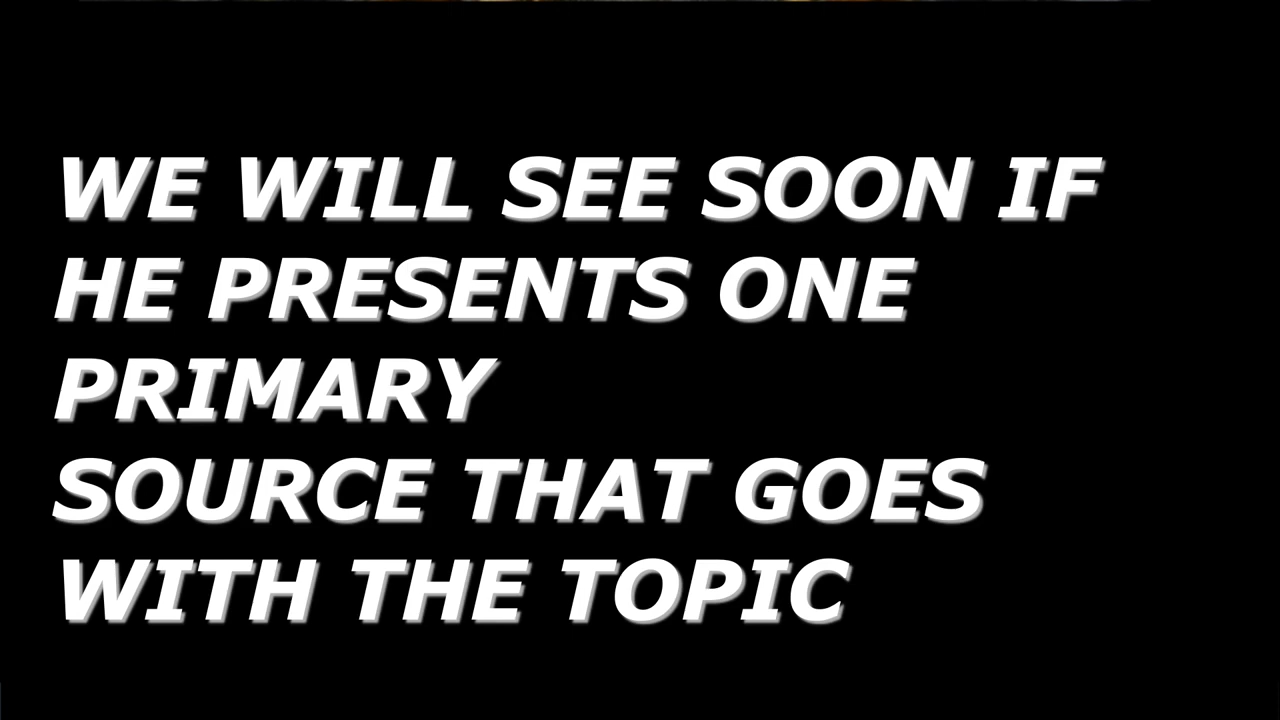 WE WILL SEE SOON IF
HE PRESENTS ONE
PRIMARY
SOURCE THAT GOES
WITH THE TOPIC